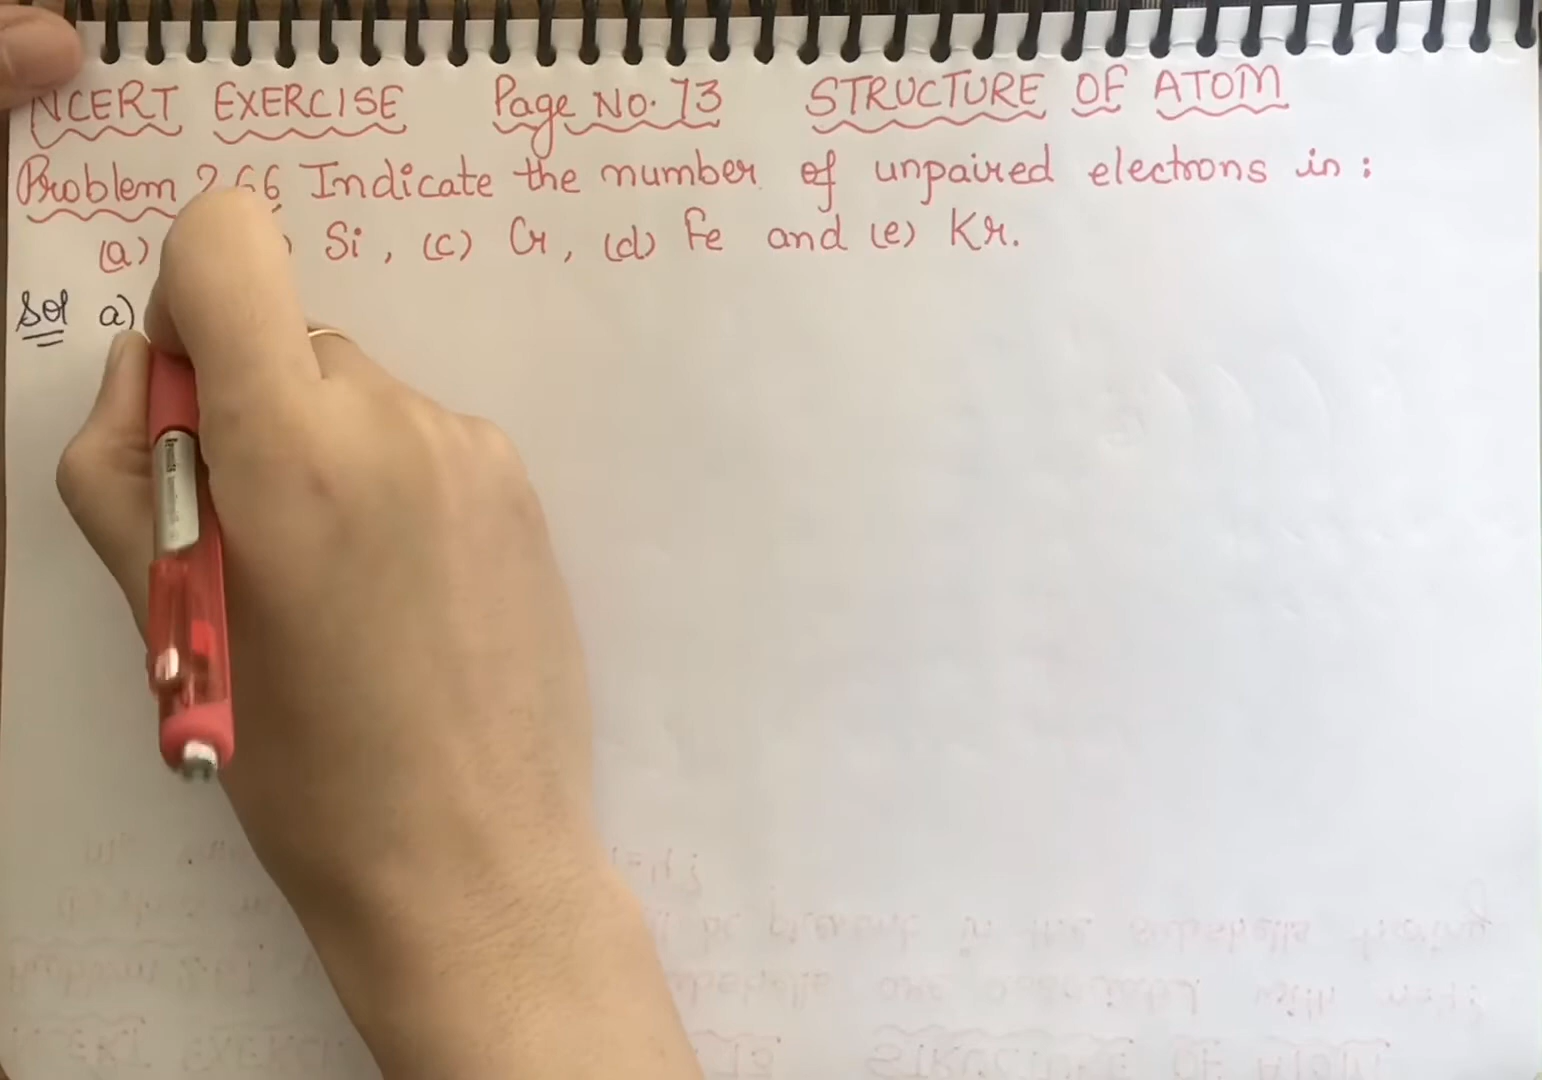 NCERT EXERCISE Page No. 73 STRUCTURE OF ATOM
Problem 2.66 Indicate the number of unpaired electrons in :
(a) ) Si , (c) Cr , (d) Fe and (e) Kr.
Sol a)